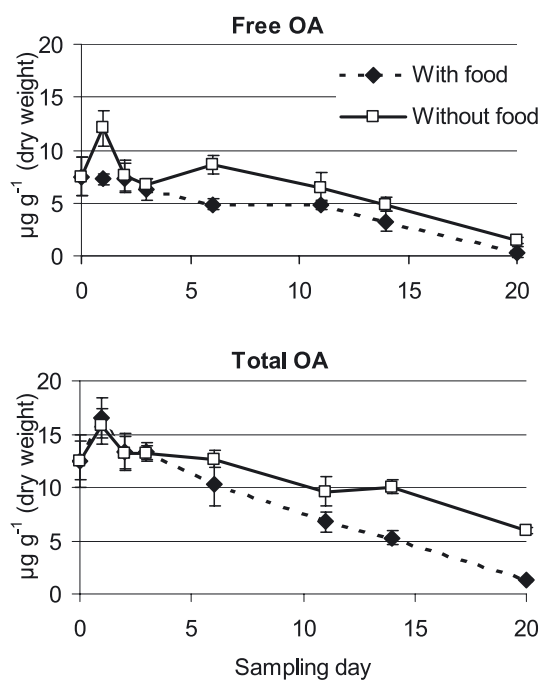 Free OA
20
15
10
5
0
µg g⁻¹ (dry weight)
With food
Without food
0 5 10 15 20
Total OA
20
15
10
5
0
µg g⁻¹ (dry weight)
0 5 10 15 20
Sampling day